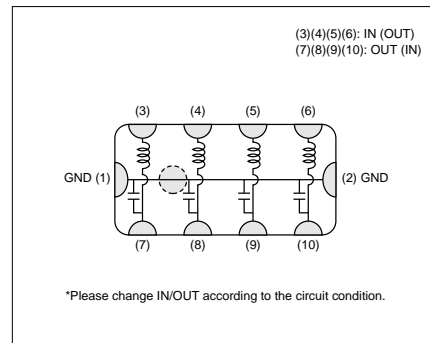 (3)(4)(5)(6): IN (OUT)
(7)(8)(9)(10): OUT (IN)
(3) (4) (5) (6)
GND (1) (2) GND
(7) (8) (9) (10)
*Please change IN/OUT according to the circuit condition.